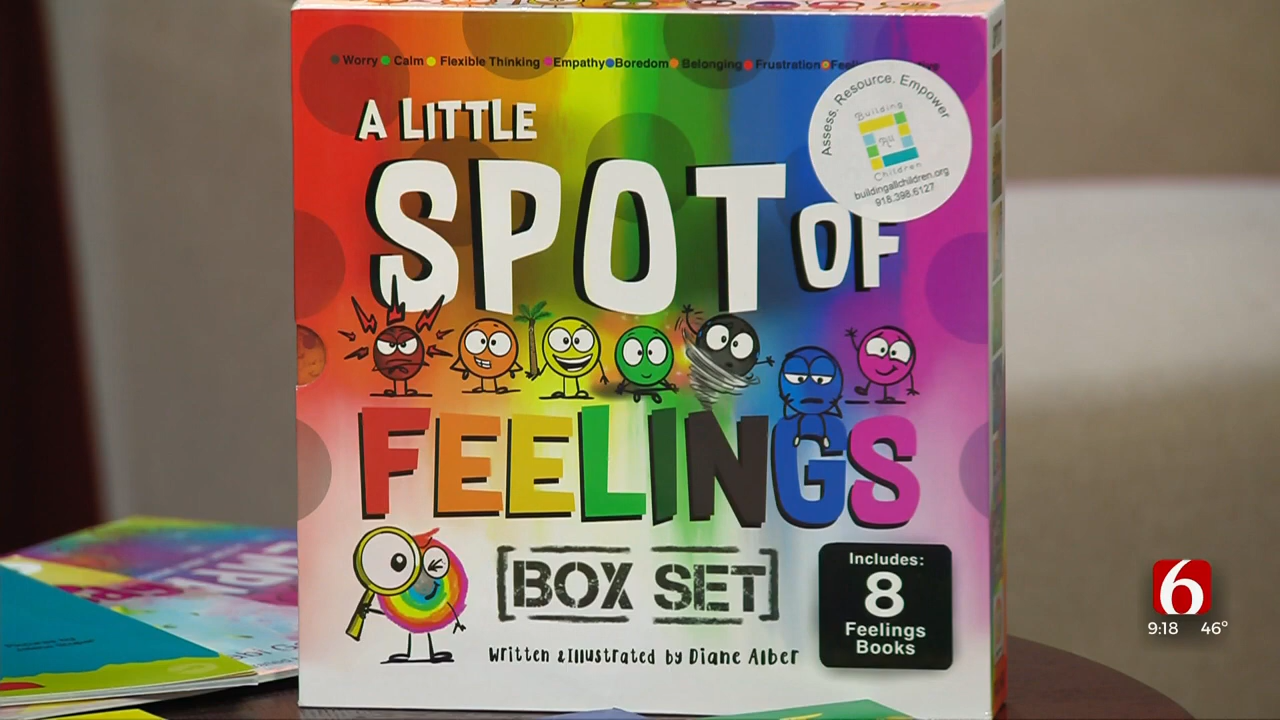 Worry Calm Flexible Thinking Empathy Boredom Belonging Frustration
A LITTLE
SPOT OF
FEELINGS
[BOX SET]
Written & Illustrated by Diane Alber
Includes:
8
Feelings
Books
Assess. Resource. Empower
Building
All
Children
buildingallchildren.org
918.398.6127
6
9:18 46°